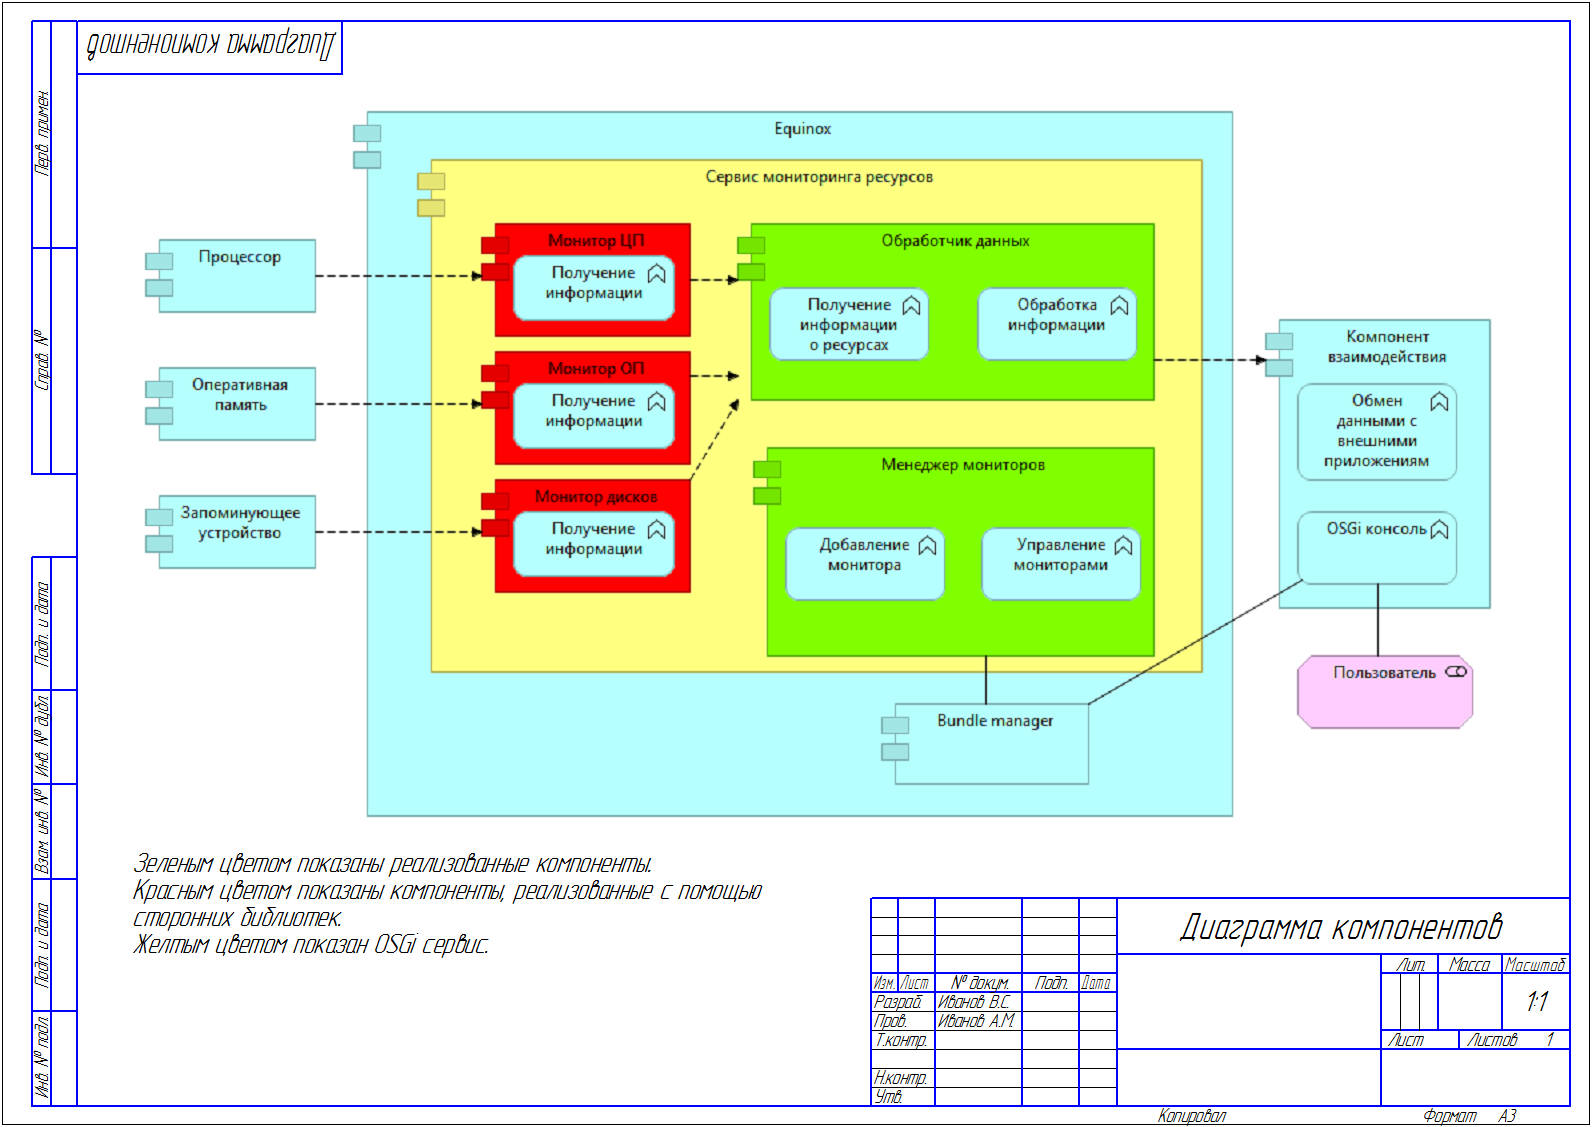 Диаграмма компонентов
Перв. примен.
Справ. №
Подп. и дата
Инв. № дубл.
Взам. инв. №
Подп. и дата
Инв. № подл.
Equinox
Сервис мониторинга ресурсов
Процессор
Оперативная
память
Запоминующее
устройство
Монитор ЦП
Получение
информации
Монитор ОП
Получение
информации
Монитор дисков
Получение
информации
Обработчик данных
Получение
информации
о ресурсах
Обработка
информации
Менеджер мониторов
Добавление
монитора
Управление
мониторами
Bundle manager
Компонент
взаимодействия
Обмен
данными с
внешними
приложениям
OSGi консоль
Пользователь
Зеленым цветом показаны реализованные компоненты.
Красным цветом показаны компоненты, реализованные с помощью
сторонних библиотек.
Желтым цветом показан OSGi сервис.
Диаграмма компонентов
Лит. Масса Масштаб
1:1
Лист Листов 1
Изм. Лист № докум. Подп. Дата
Разраб. Иванов В.С.
Пров. Иванов А.М.
Т.контр.
Н.контр.
Утв.
Копировал Формат А3